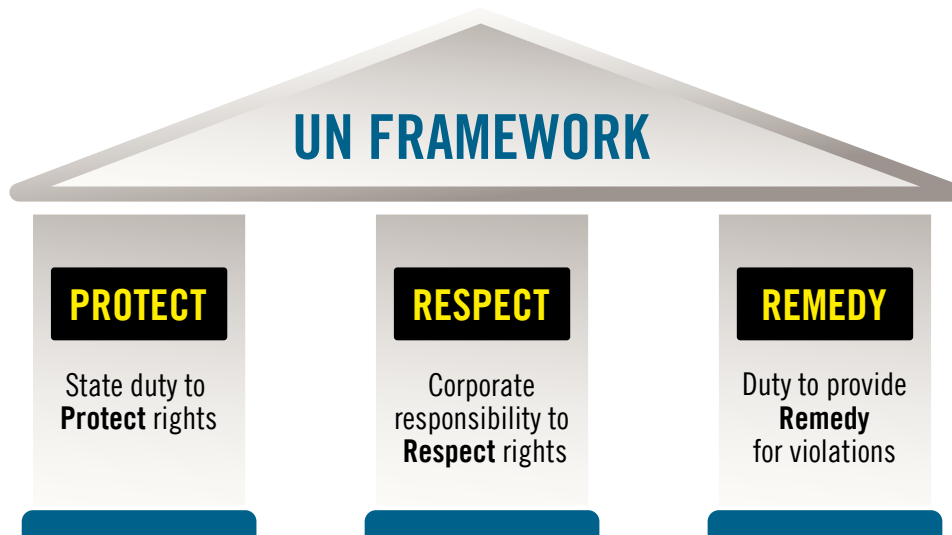 UN FRAMEWORK
PROTECT
State duty to
Protect rights
RESPECT
Corporate
responsibility to
Respect rights
REMEDY
Duty to provide
Remedy
for violations